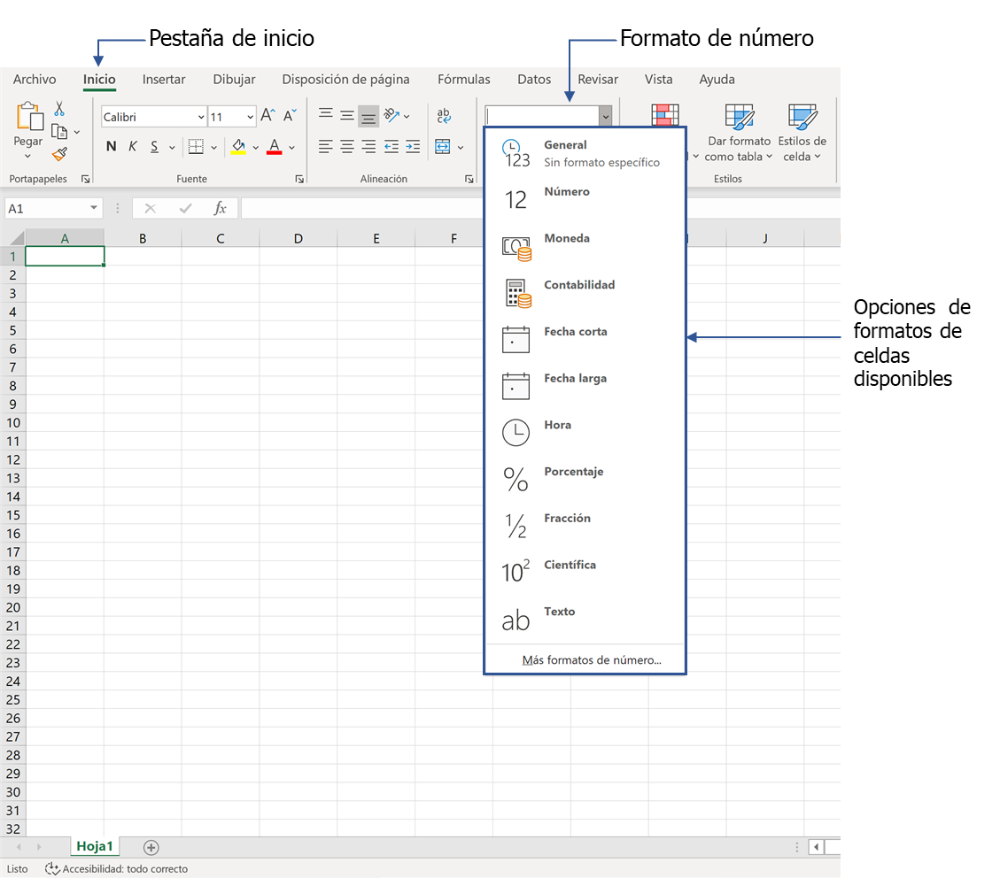 Pestaña de inicio
Formato de número
Archivo Inicio Insertar Dibujar Disposición de página Fórmulas Datos Revisar Vista Ayuda
Calibri 11 A A ab
Pegar N K S A
Dar formato Estilos de
como tabla celda
Portapapeles Fuente Alineación Estilos
A1 fx
A B C D E F J
General
123 Sin formato específico
12 Número
Moneda
Contabilidad
Fecha corta
Fecha larga
Hora
% Porcentaje
1/2 Fracción
10² Científica
ab Texto
Más formatos de número...
Opciones de
formatos de
celdas
disponibles
1
2
3
4
5
6
7
8
9
10
11
12
13
14
15
16
17
18
19
20
21
22
23
24
25
26
27
28
29
30
31
32
Hoja1
Listo Accesibilidad: todo correcto